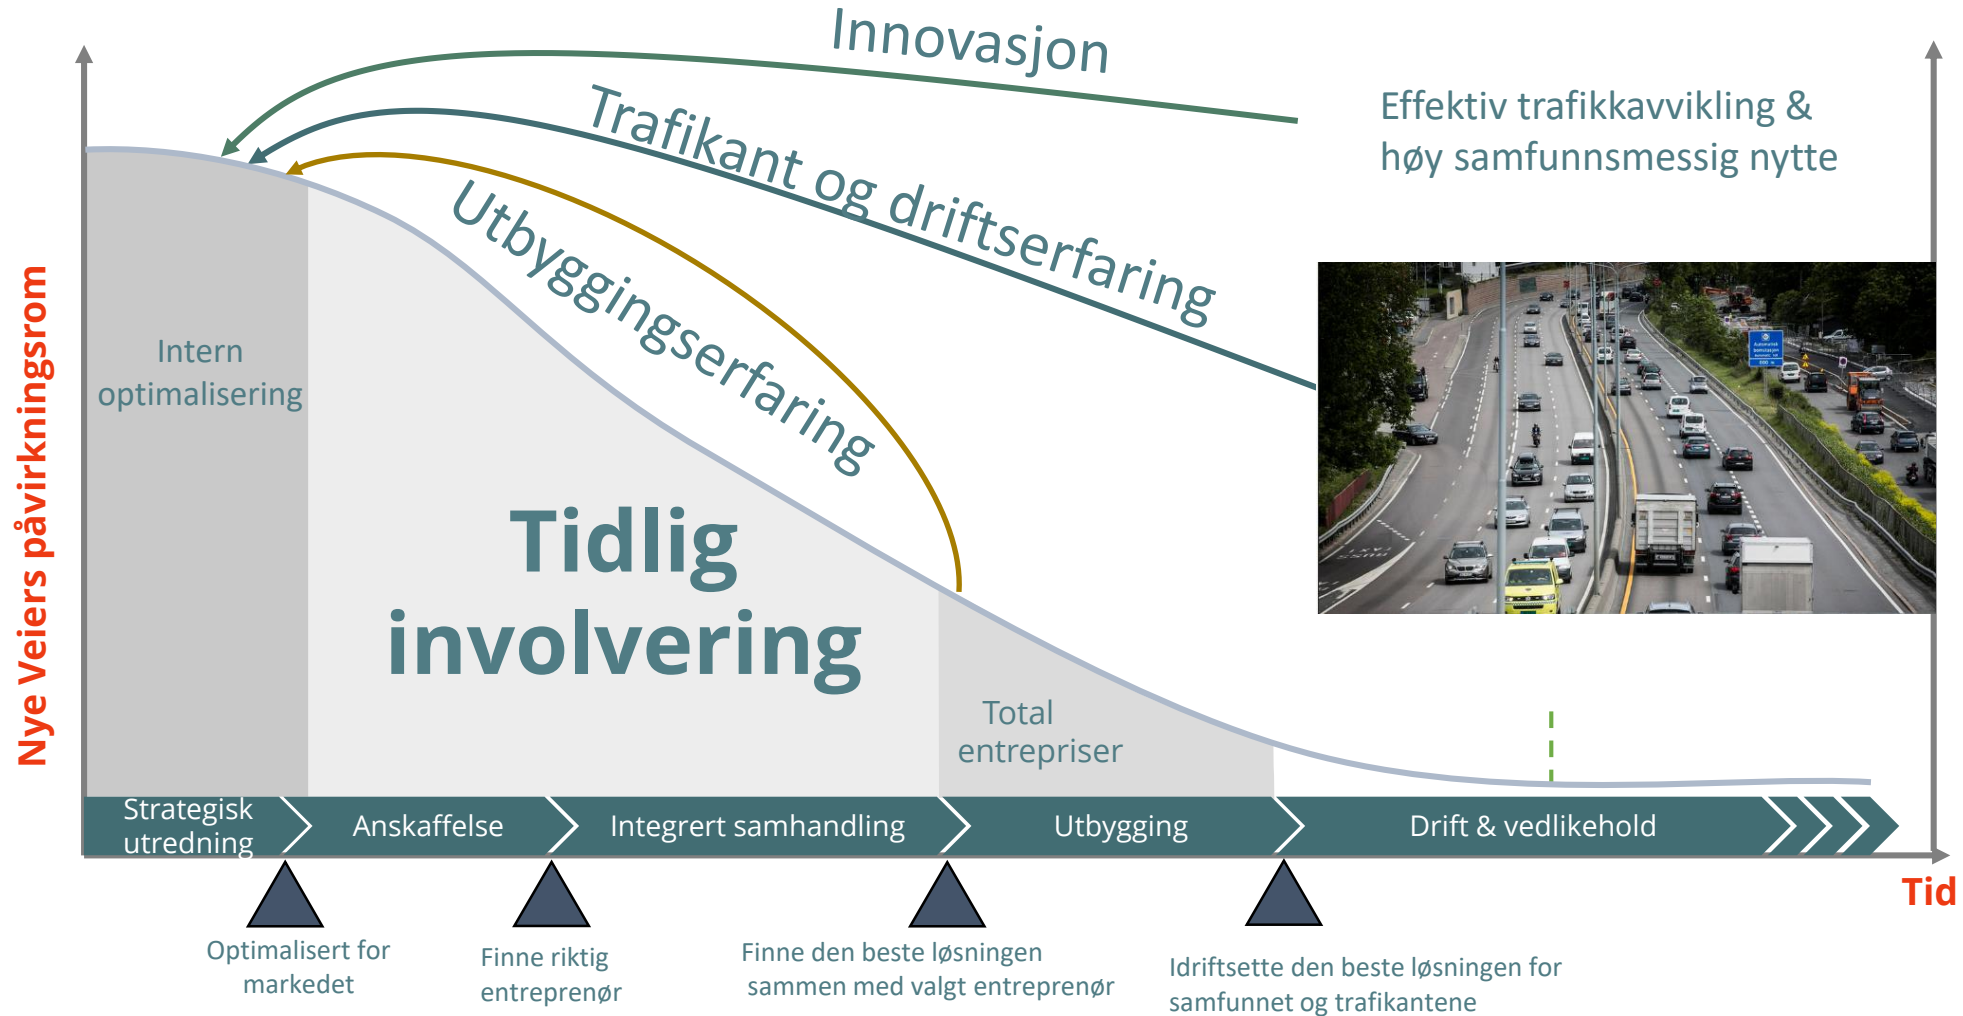 Innovasjon
Trafikant og driftserfaring
Utbyggingserfaring
Effektiv trafikkavvikling &
høy samfunnsmessig nytte
Nye Veiers påvirkningsrom
Intern
optimalisering
Tidlig
involvering
Total
entrepriser
Automatisk
bomstasjon
Strategisk
utredning
Anskaffelse
Integrert samhandling
Utbygging
Drift & vedlikehold
Tid
Optimalisert for
markedet
Finne riktig
entreprenør
Finne den beste løsningen
sammen med valgt entreprenør
Idriftsette den beste løsningen for
samfunnet og trafikantene